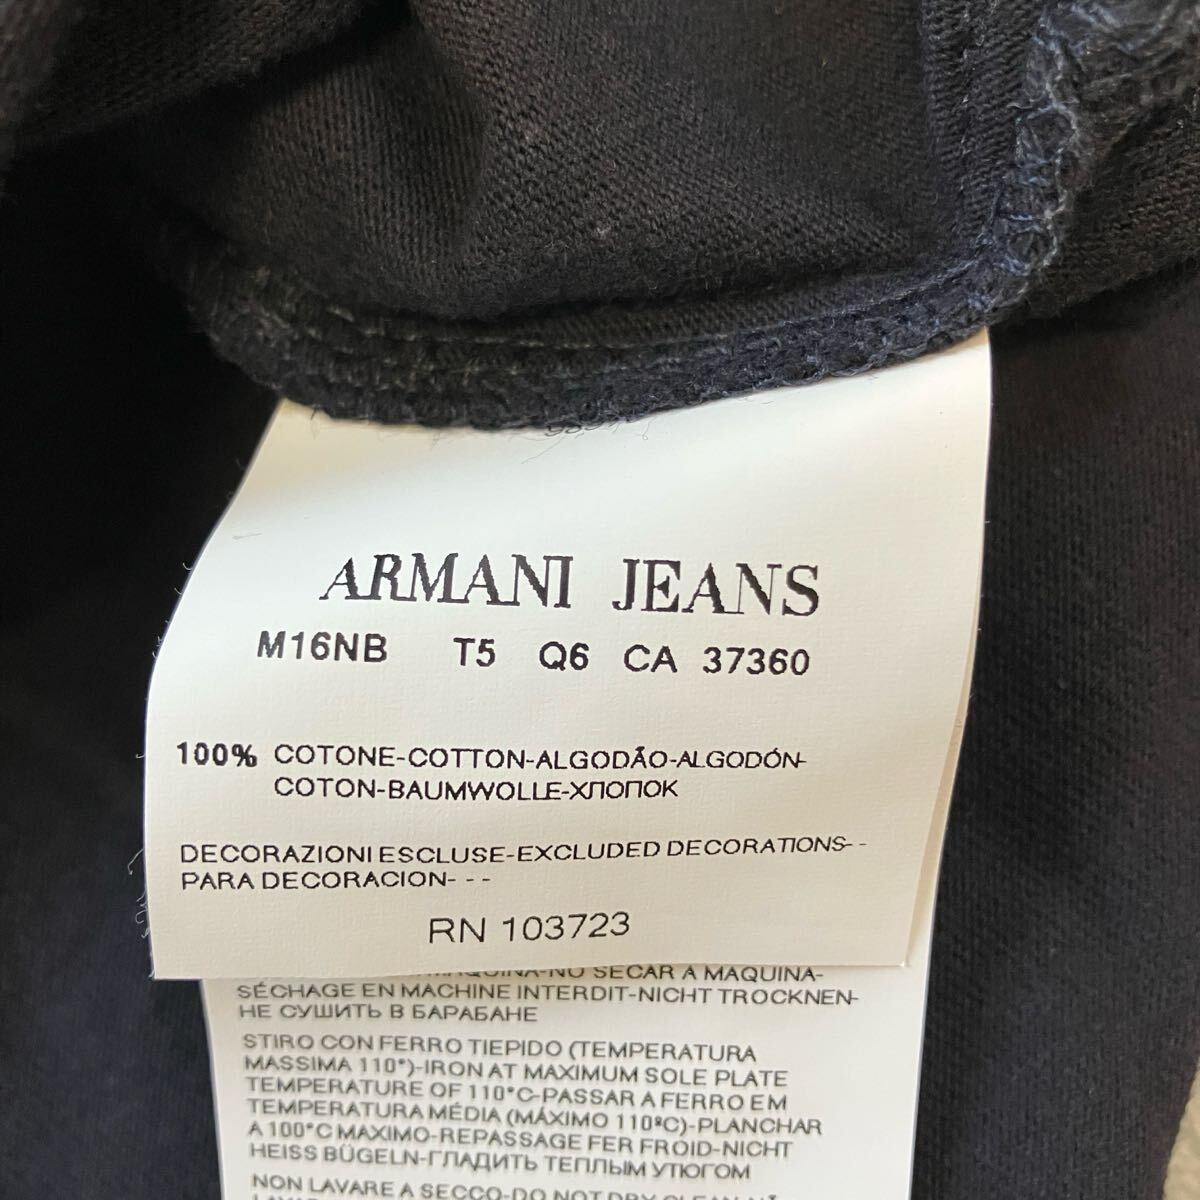 ARMANI JEANS
M16NB T5 Q6 CA 37360
100% COTONE-COTTON-ALGODÃO-ALGODÓN-
COTON-BAUMWOLLE-ХЛОПОК
DECORAZIONI ESCLUSE-EXCLUDED DECORATIONS- -
PARA DECORACION- - -
RN 103723
SECAR A MAQUINA-
SÉCHAGE EN MACHINE INTERDIT-NICHT TROCKNEN-
НЕ СУШИТЬ В БАРАБАНЕ
STIRO CON FERRO TIEPIDO (TEMPERATURA
MASSIMA 110°)-IRON AT MAXIMUM SOLE PLATE
TEMPERATURE OF 110°C-PASSAR A FERRO EM
TEMPERATURA MÉDIA (MÁXIMO 110ºC)-PLANCHAR
A 100°C MAXIMO-REPASSAGE FER FROID-NICHT
HEISS BÜGELN-ГЛАДИТЬ ТЕПЛЫМ УТЮГОМ
NON LAVARE A SECCO-DO NOT DRY CLEAN-